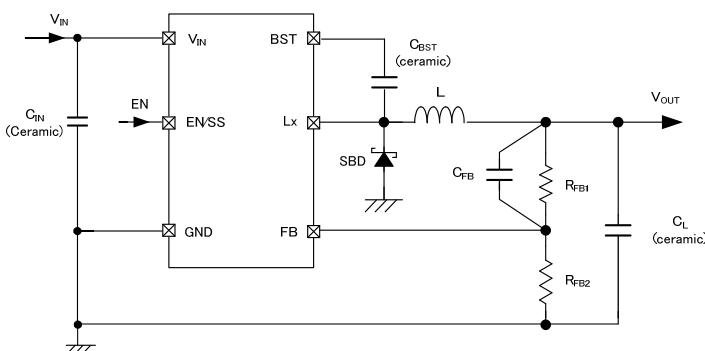 VIN
VIN
BST
CBST
(ceramic)
CIN
(Ceramic)
EN
EN/SS
Lx
L
VOUT
SBD
CFB
RFB1
GND
FB
CL
(ceramic)
RFB2